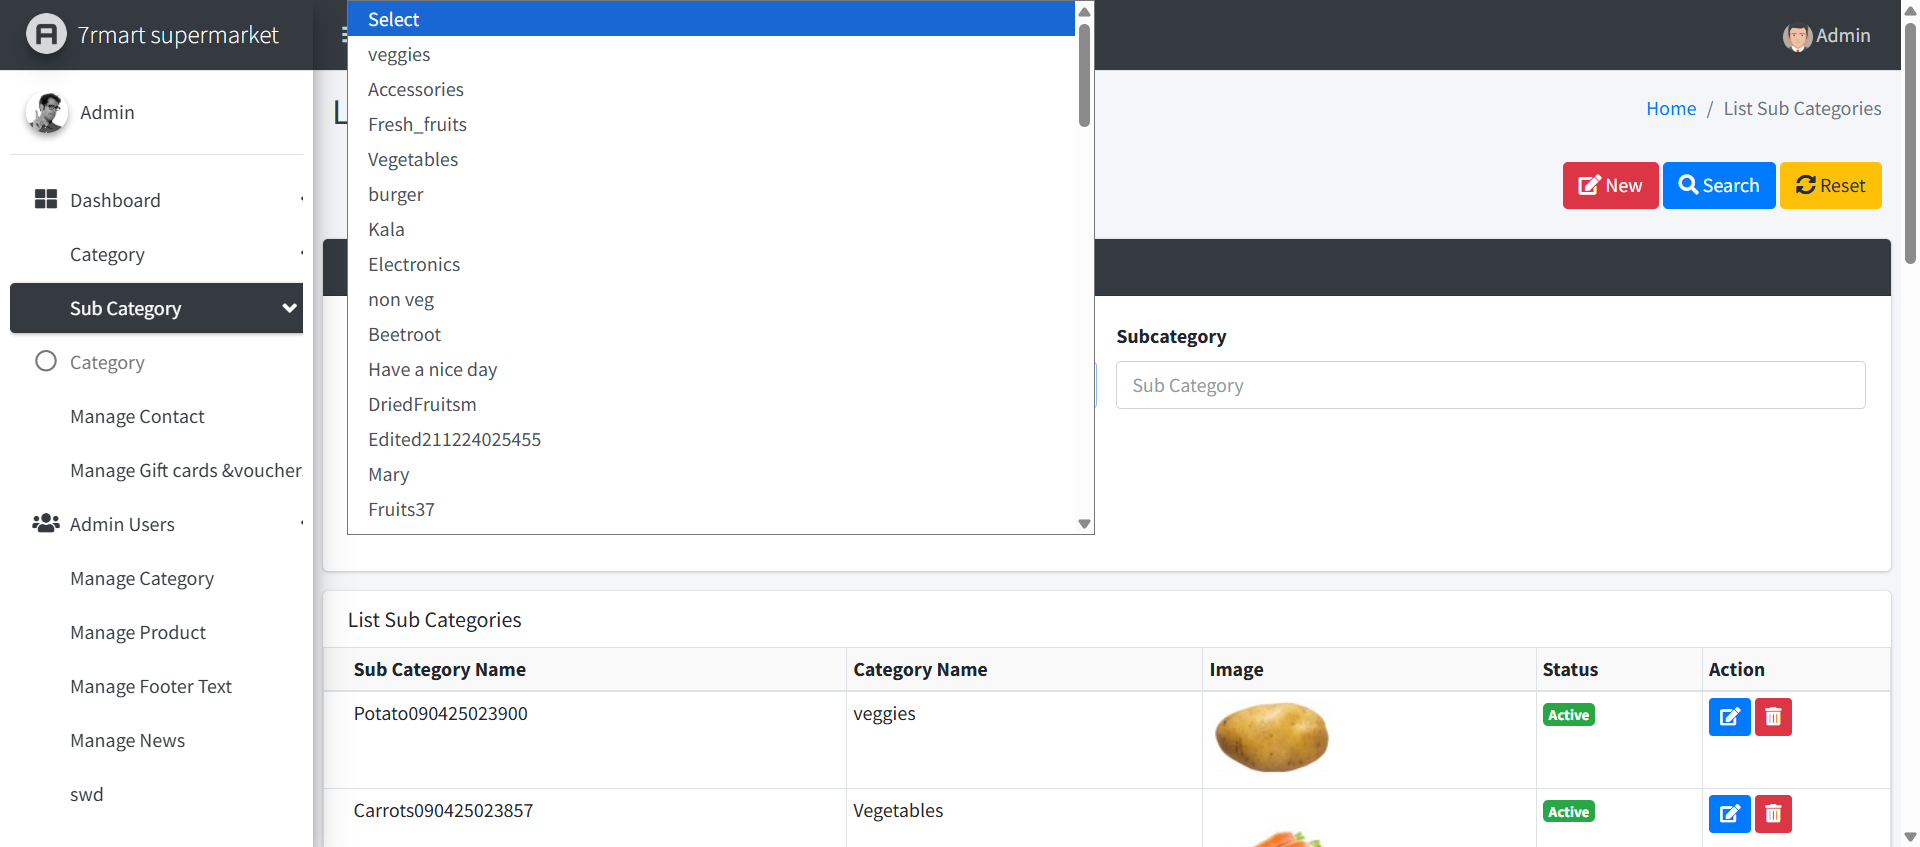 7rmart supermarket
Admin
Admin
Dashboard
Category
Sub Category
Category
Manage Contact
Manage Gift cards &voucher
Admin Users
Manage Category
Manage Product
Manage Footer Text
Manage News
swd
Select
veggies
Accessories
Fresh_fruits
Vegetables
burger
Kala
Electronics
non veg
Beetroot
Have a nice day
DriedFruitsm
Edited211224025455
Mary
Fruits37
Home / List Sub Categories
New Search Reset
Subcategory
Sub Category
List Sub Categories
Sub Category Name Category Name Image Status Action
Potato090425023900 veggies Active
Carrots090425023857 Vegetables Active